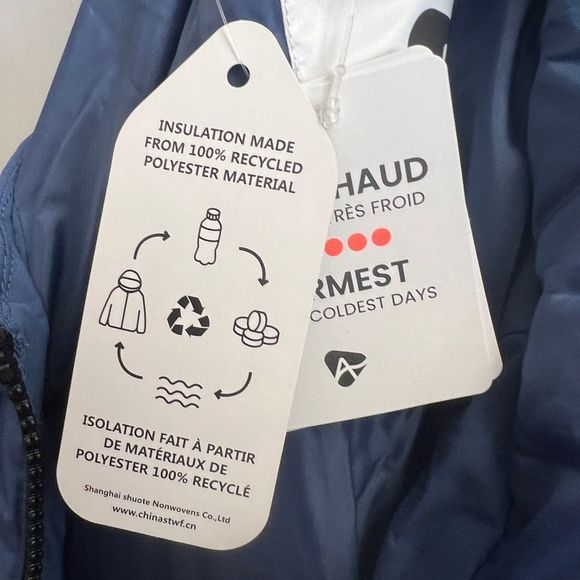 INSULATION MADE
FROM 100% RECYCLED
POLYESTER MATERIAL
ISOLATION FAIT À PARTIR
DE MATÉRIAUX DE
POLYESTER 100% RECYCLÉ
Shanghai shuote Nonwovens Co.,Ltd
www.chinastwf.cn
HAUD
RÈS FROID
RMEST
COLDEST DAYS